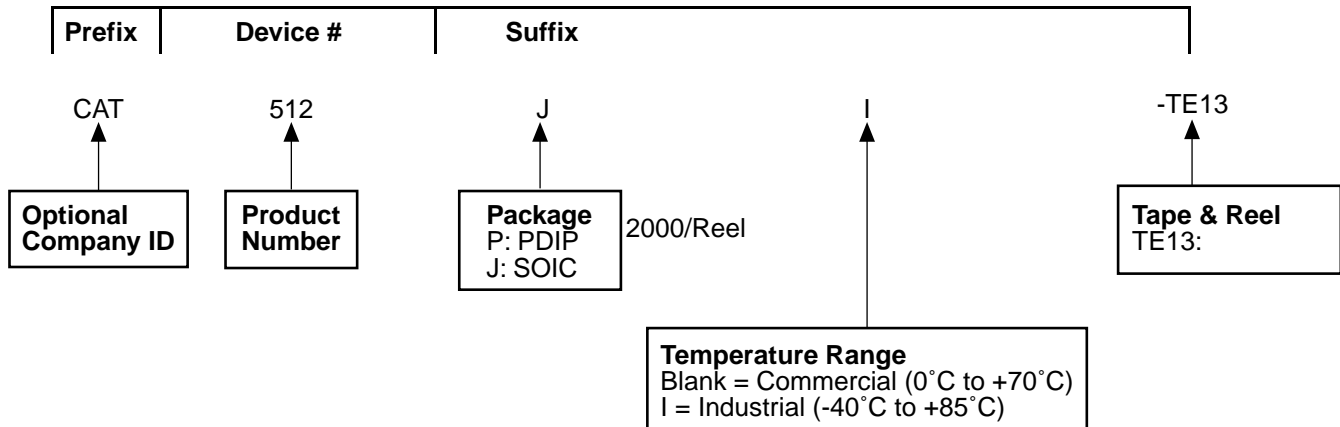 Prefix Device # Suffix
CAT 512 J I -TE13
Optional
Company ID
Product
Number
Package
P: PDIP
J: SOIC
2000/Reel
Tape & Reel
TE13:
Temperature Range
Blank = Commercial (0˚C to +70˚C)
I = Industrial (-40˚C to +85˚C)